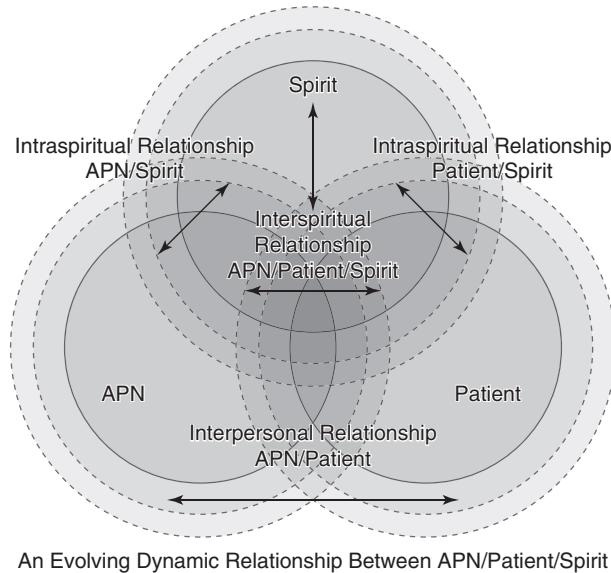 Spirit
Intraspiritual Relationship
APN/Spirit
Intraspiritual Relationship
Patient/Spirit
Interspiritual
Relationship
APN/Patient/Spirit
APN
Patient
Interpersonal Relationship
APN/Patient
An Evolving Dynamic Relationship Between APN/Patient/Spirit